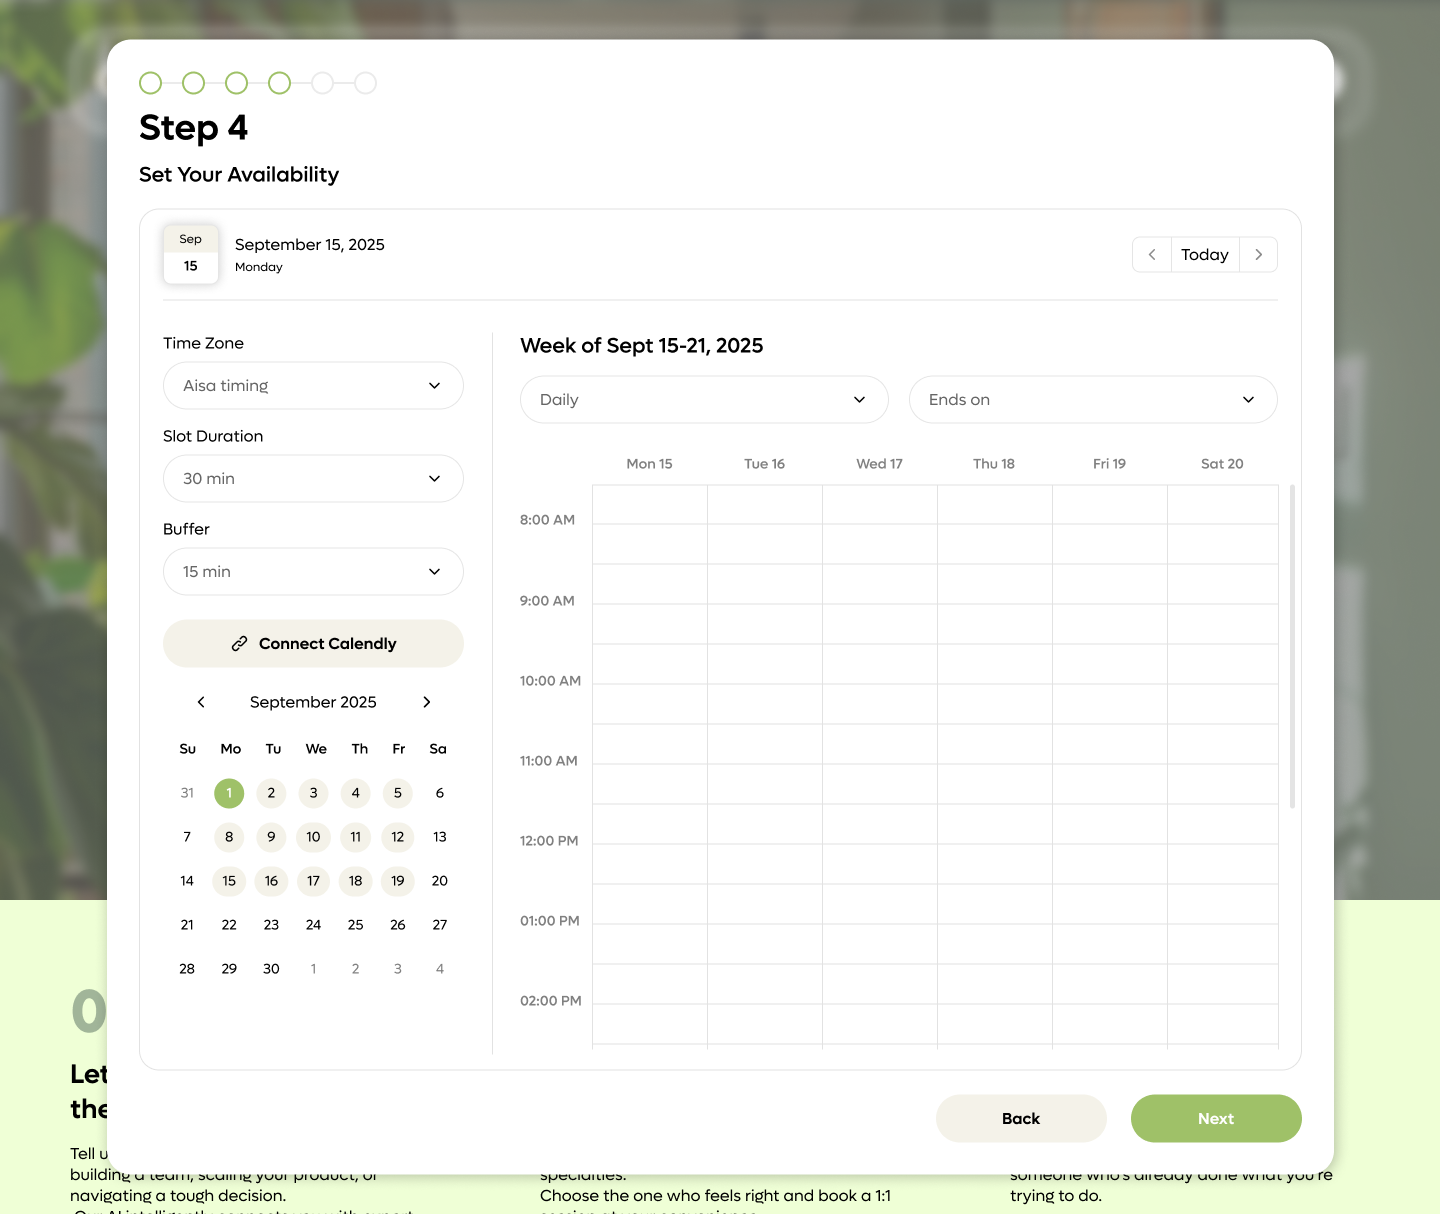 Step 4
Set Your Availability
Sep
15
September 15, 2025
Monday
Today
Time Zone
Aisa timing
Slot Duration
30 min
Buffer
15 min
Connect Calendly
September 2025
Su Mo Tu We Th Fr Sa
31 1 2 3 4 5 6
7 8 9 10 11 12 13
14 15 16 17 18 19 20
21 22 23 24 25 26 27
28 29 30 1 2 3 4
Week of Sept 15-21, 2025
Daily
Ends on
Mon 15 Tue 16 Wed 17 Thu 18 Fri 19 Sat 20
8:00 AM
9:00 AM
10:00 AM
11:00 AM
12:00 PM
01:00 PM
02:00 PM
Back
Next
0
Let
the
Tell u
building a team, scaling your product, or
navigating a tough decision.
specialties.
Choose the one who feels right and book a 1:1
someone who's already done what you're
trying to do.